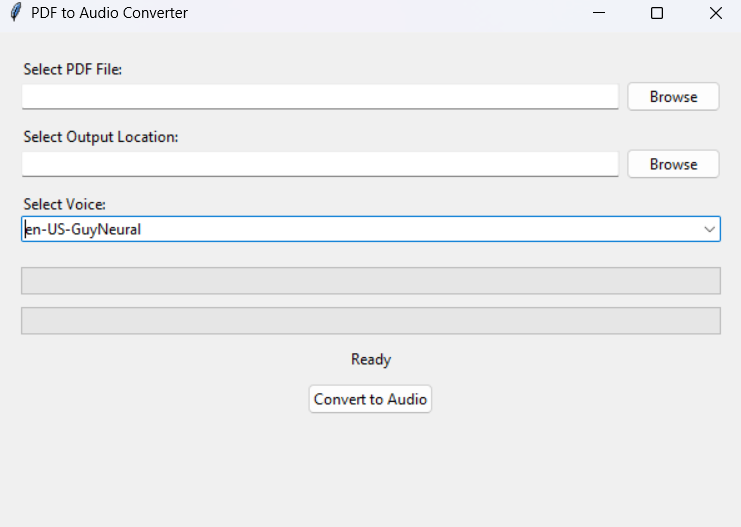 PDF to Audio Converter
Select PDF File:
Browse
Select Output Location:
Browse
Select Voice:
en-US-GuyNeural
Ready
Convert to Audio